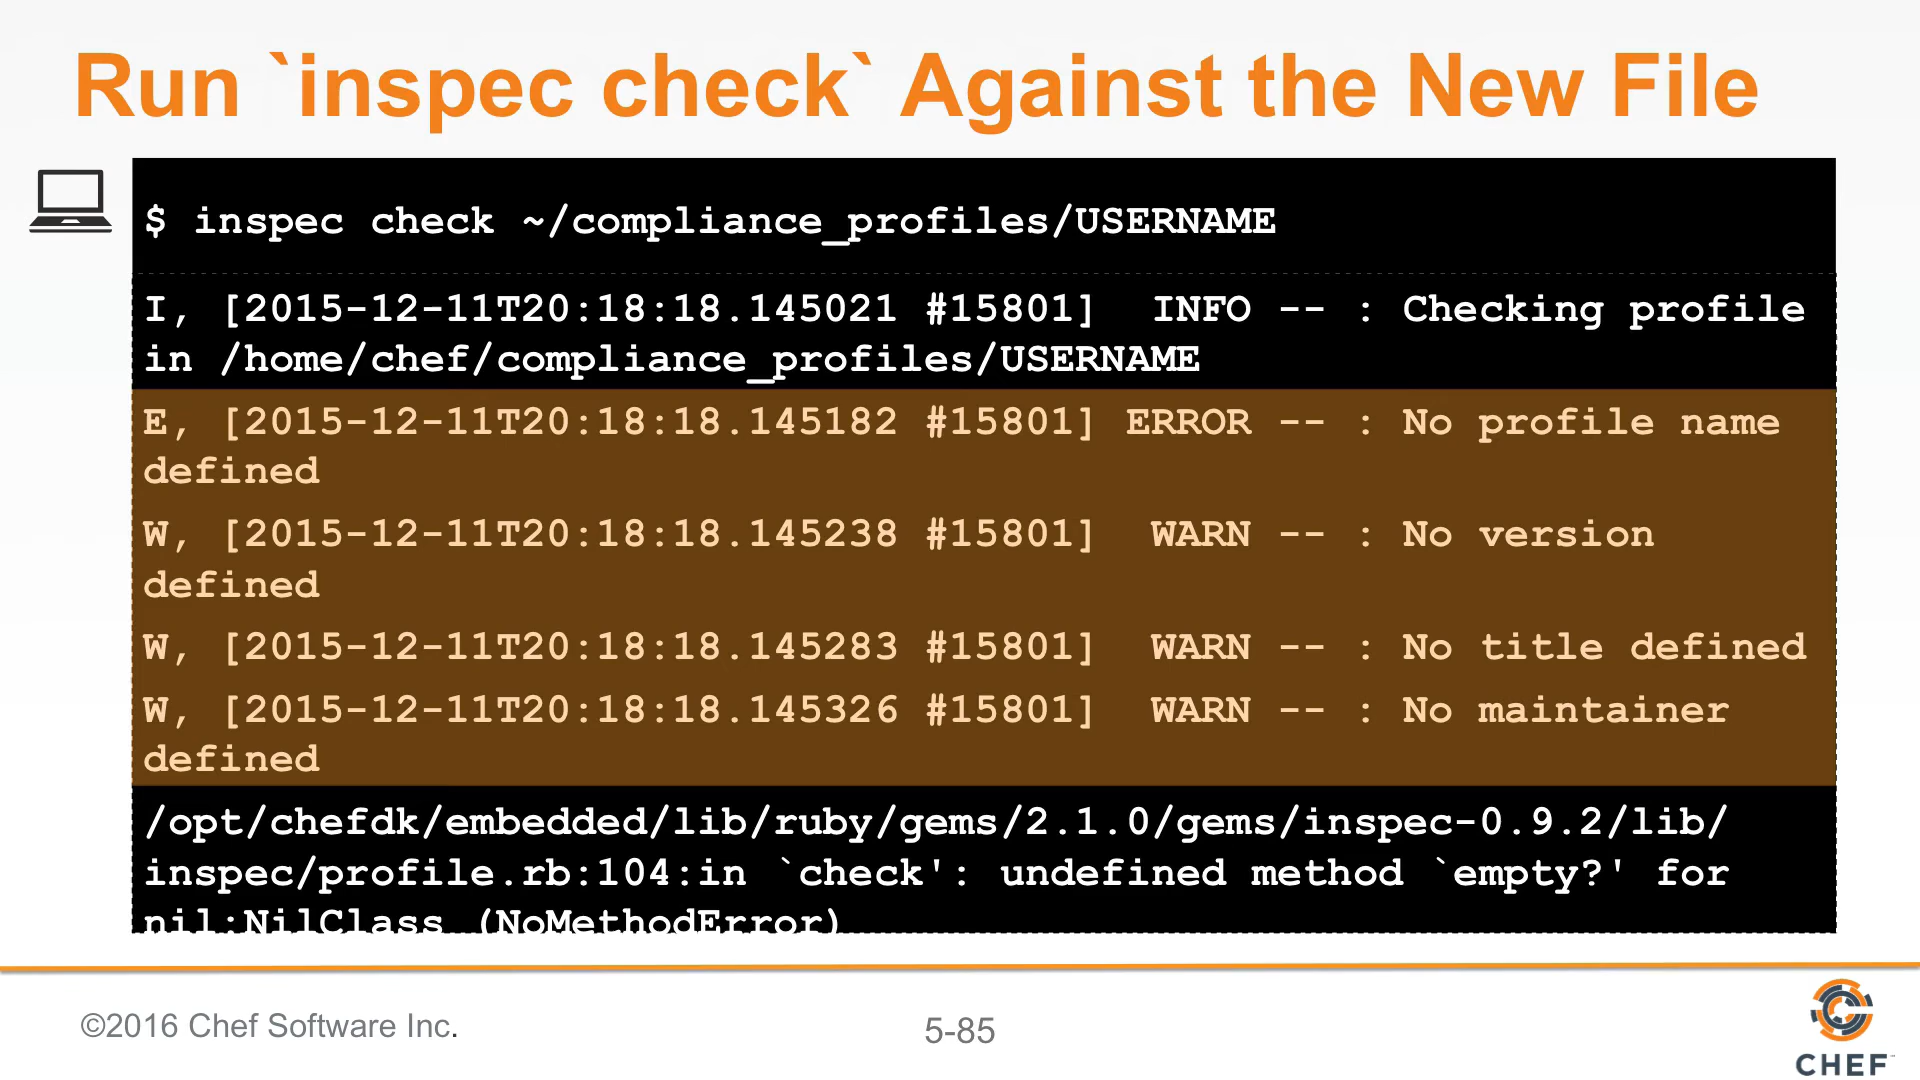 Run `inspec check` Against the New File
$ inspec check ~/compliance_profiles/USERNAME
I, [2015-12-11T20:18:18.145021 #15801]  INFO -- : Checking profile
in /home/chef/compliance_profiles/USERNAME
E, [2015-12-11T20:18:18.145182 #15801] ERROR -- : No profile name
defined
W, [2015-12-11T20:18:18.145238 #15801]  WARN -- : No version
defined
W, [2015-12-11T20:18:18.145283 #15801]  WARN -- : No title defined
W, [2015-12-11T20:18:18.145326 #15801]  WARN -- : No maintainer
defined
/opt/chefdk/embedded/lib/ruby/gems/2.1.0/gems/inspec-0.9.2/lib/
inspec/profile.rb:104:in `check': undefined method `empty?' for
nil:NilClass (NoMethodError)
©2016 Chef Software Inc.
5-85
CHEF